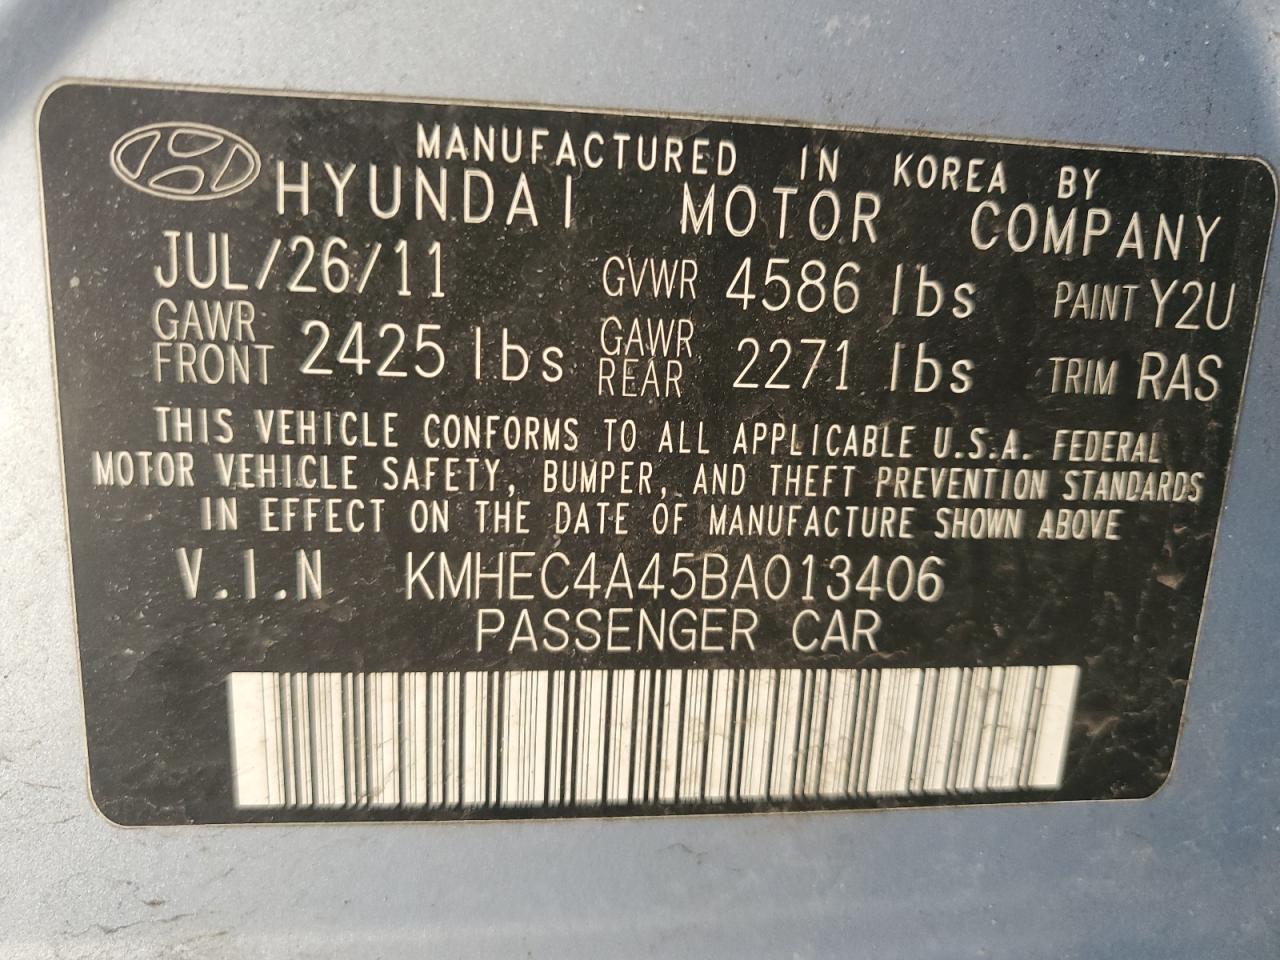 MANUFACTURED IN KOREA BY
HYUNDAI MOTOR COMPANY
JUL/26/11 GVWR 4586 lbs PAINT Y2U
GAWR FRONT 2425 lbs GAWR REAR 2271 lbs TRIM RAS
THIS VEHICLE CONFORMS TO ALL APPLICABLE U.S.A. FEDERAL
MOTOR VEHICLE SAFETY, BUMPER, AND THEFT PREVENTION STANDARDS
IN EFFECT ON THE DATE OF MANUFACTURE SHOWN ABOVE
V.I.N KMHEC4A45BA013406
PASSENGER CAR